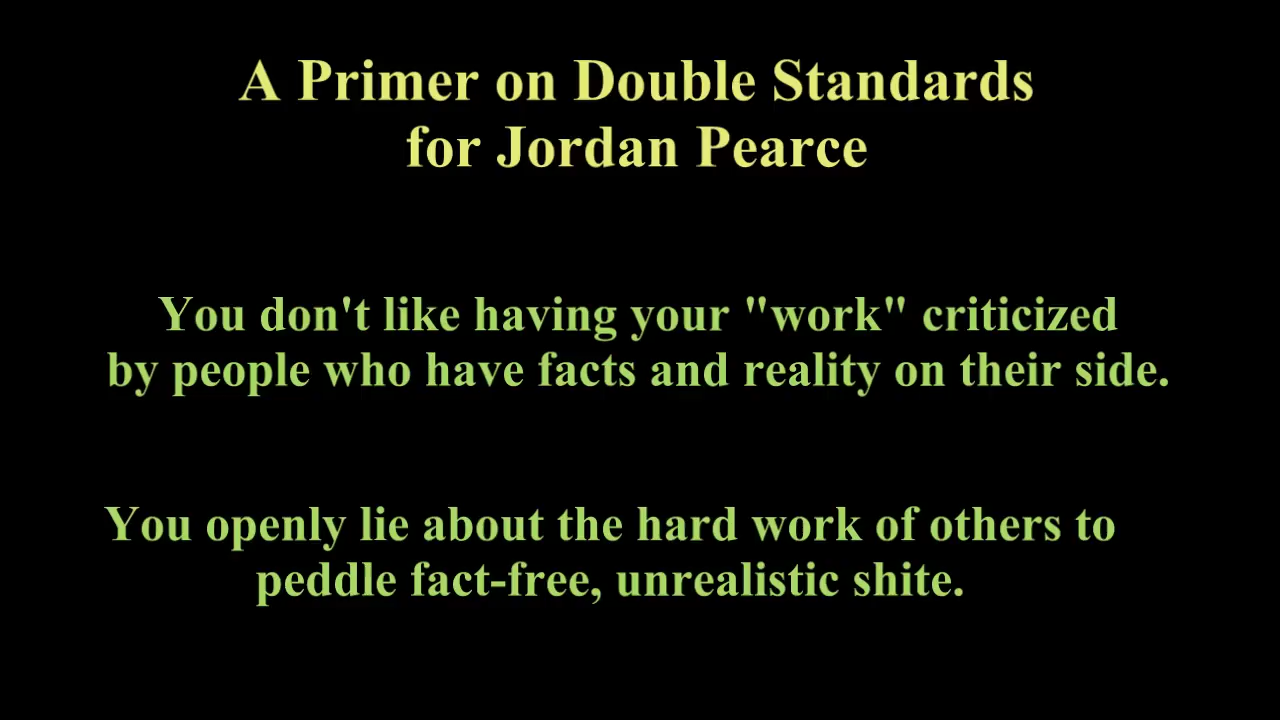 A Primer on Double Standards
for Jordan Pearce
You don't like having your "work" criticized
by people who have facts and reality on their side.
You openly lie about the hard work of others to
peddle fact-free, unrealistic shite.